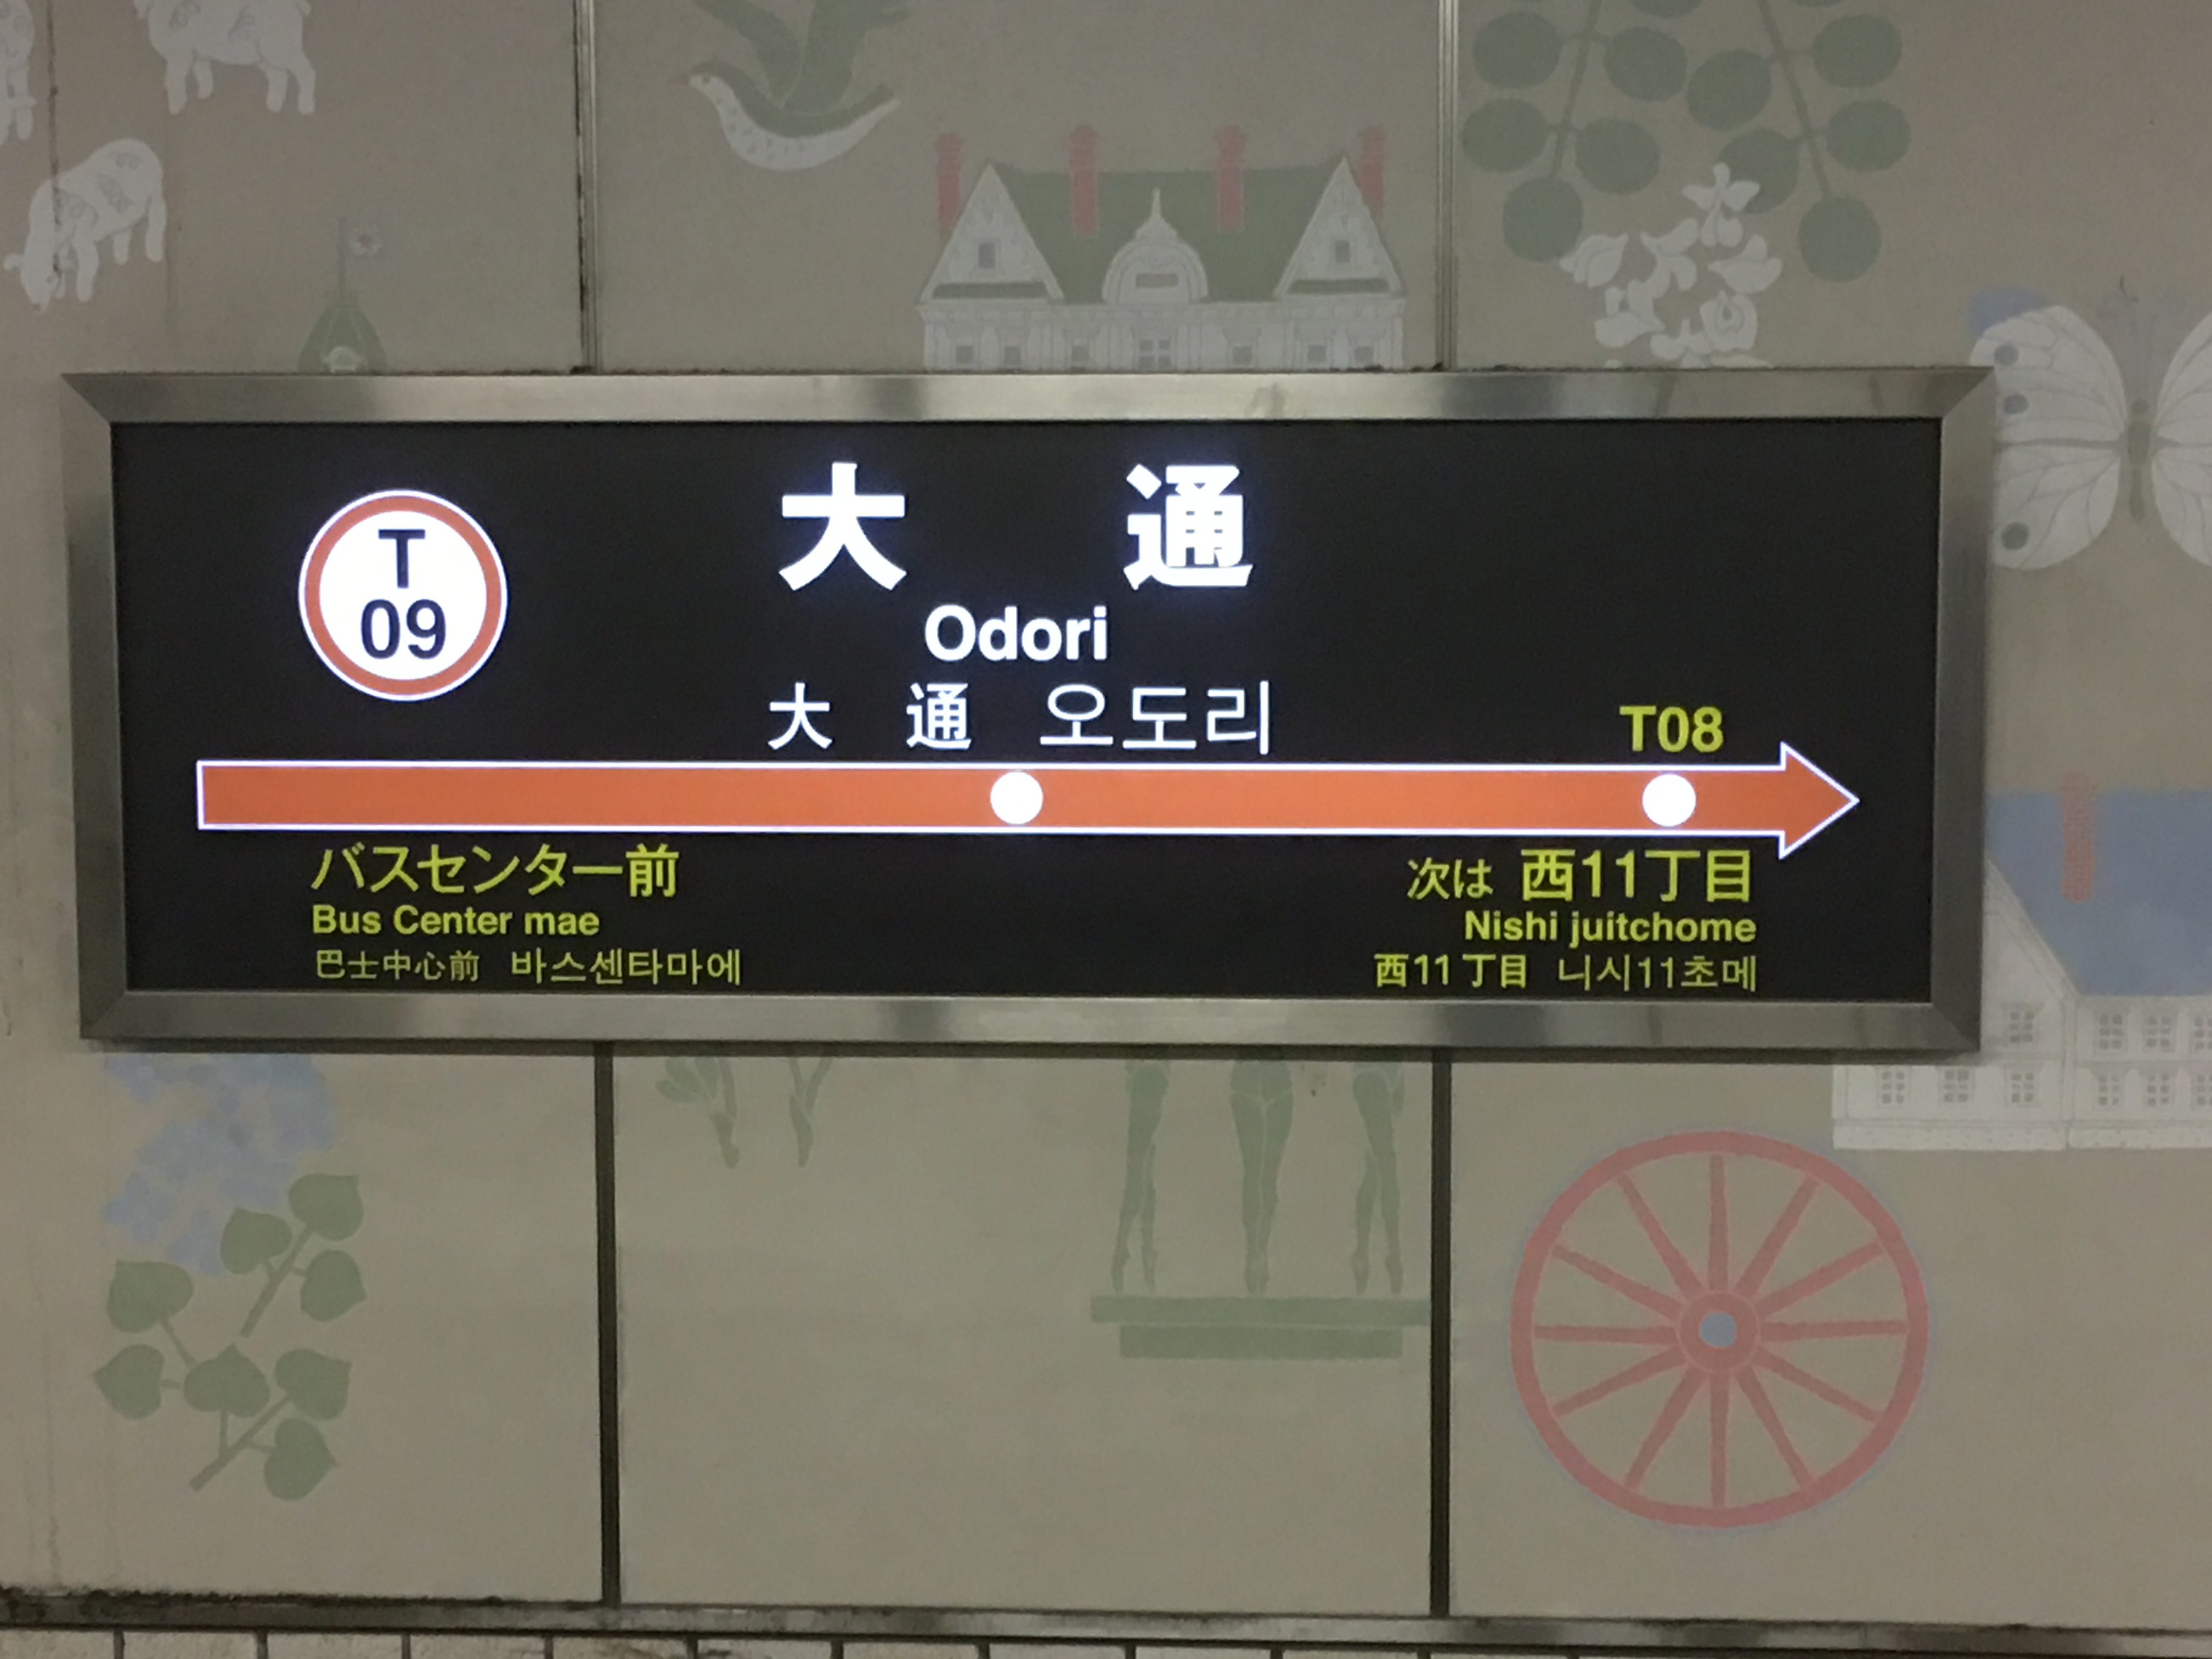 T
09
大通
Odori
大通 오도리
T08
バスセンター前
Bus Center mae
巴士中心前 바스센타마에
次は 西11丁目
Nishi juitchome
西11丁目 니시11초메